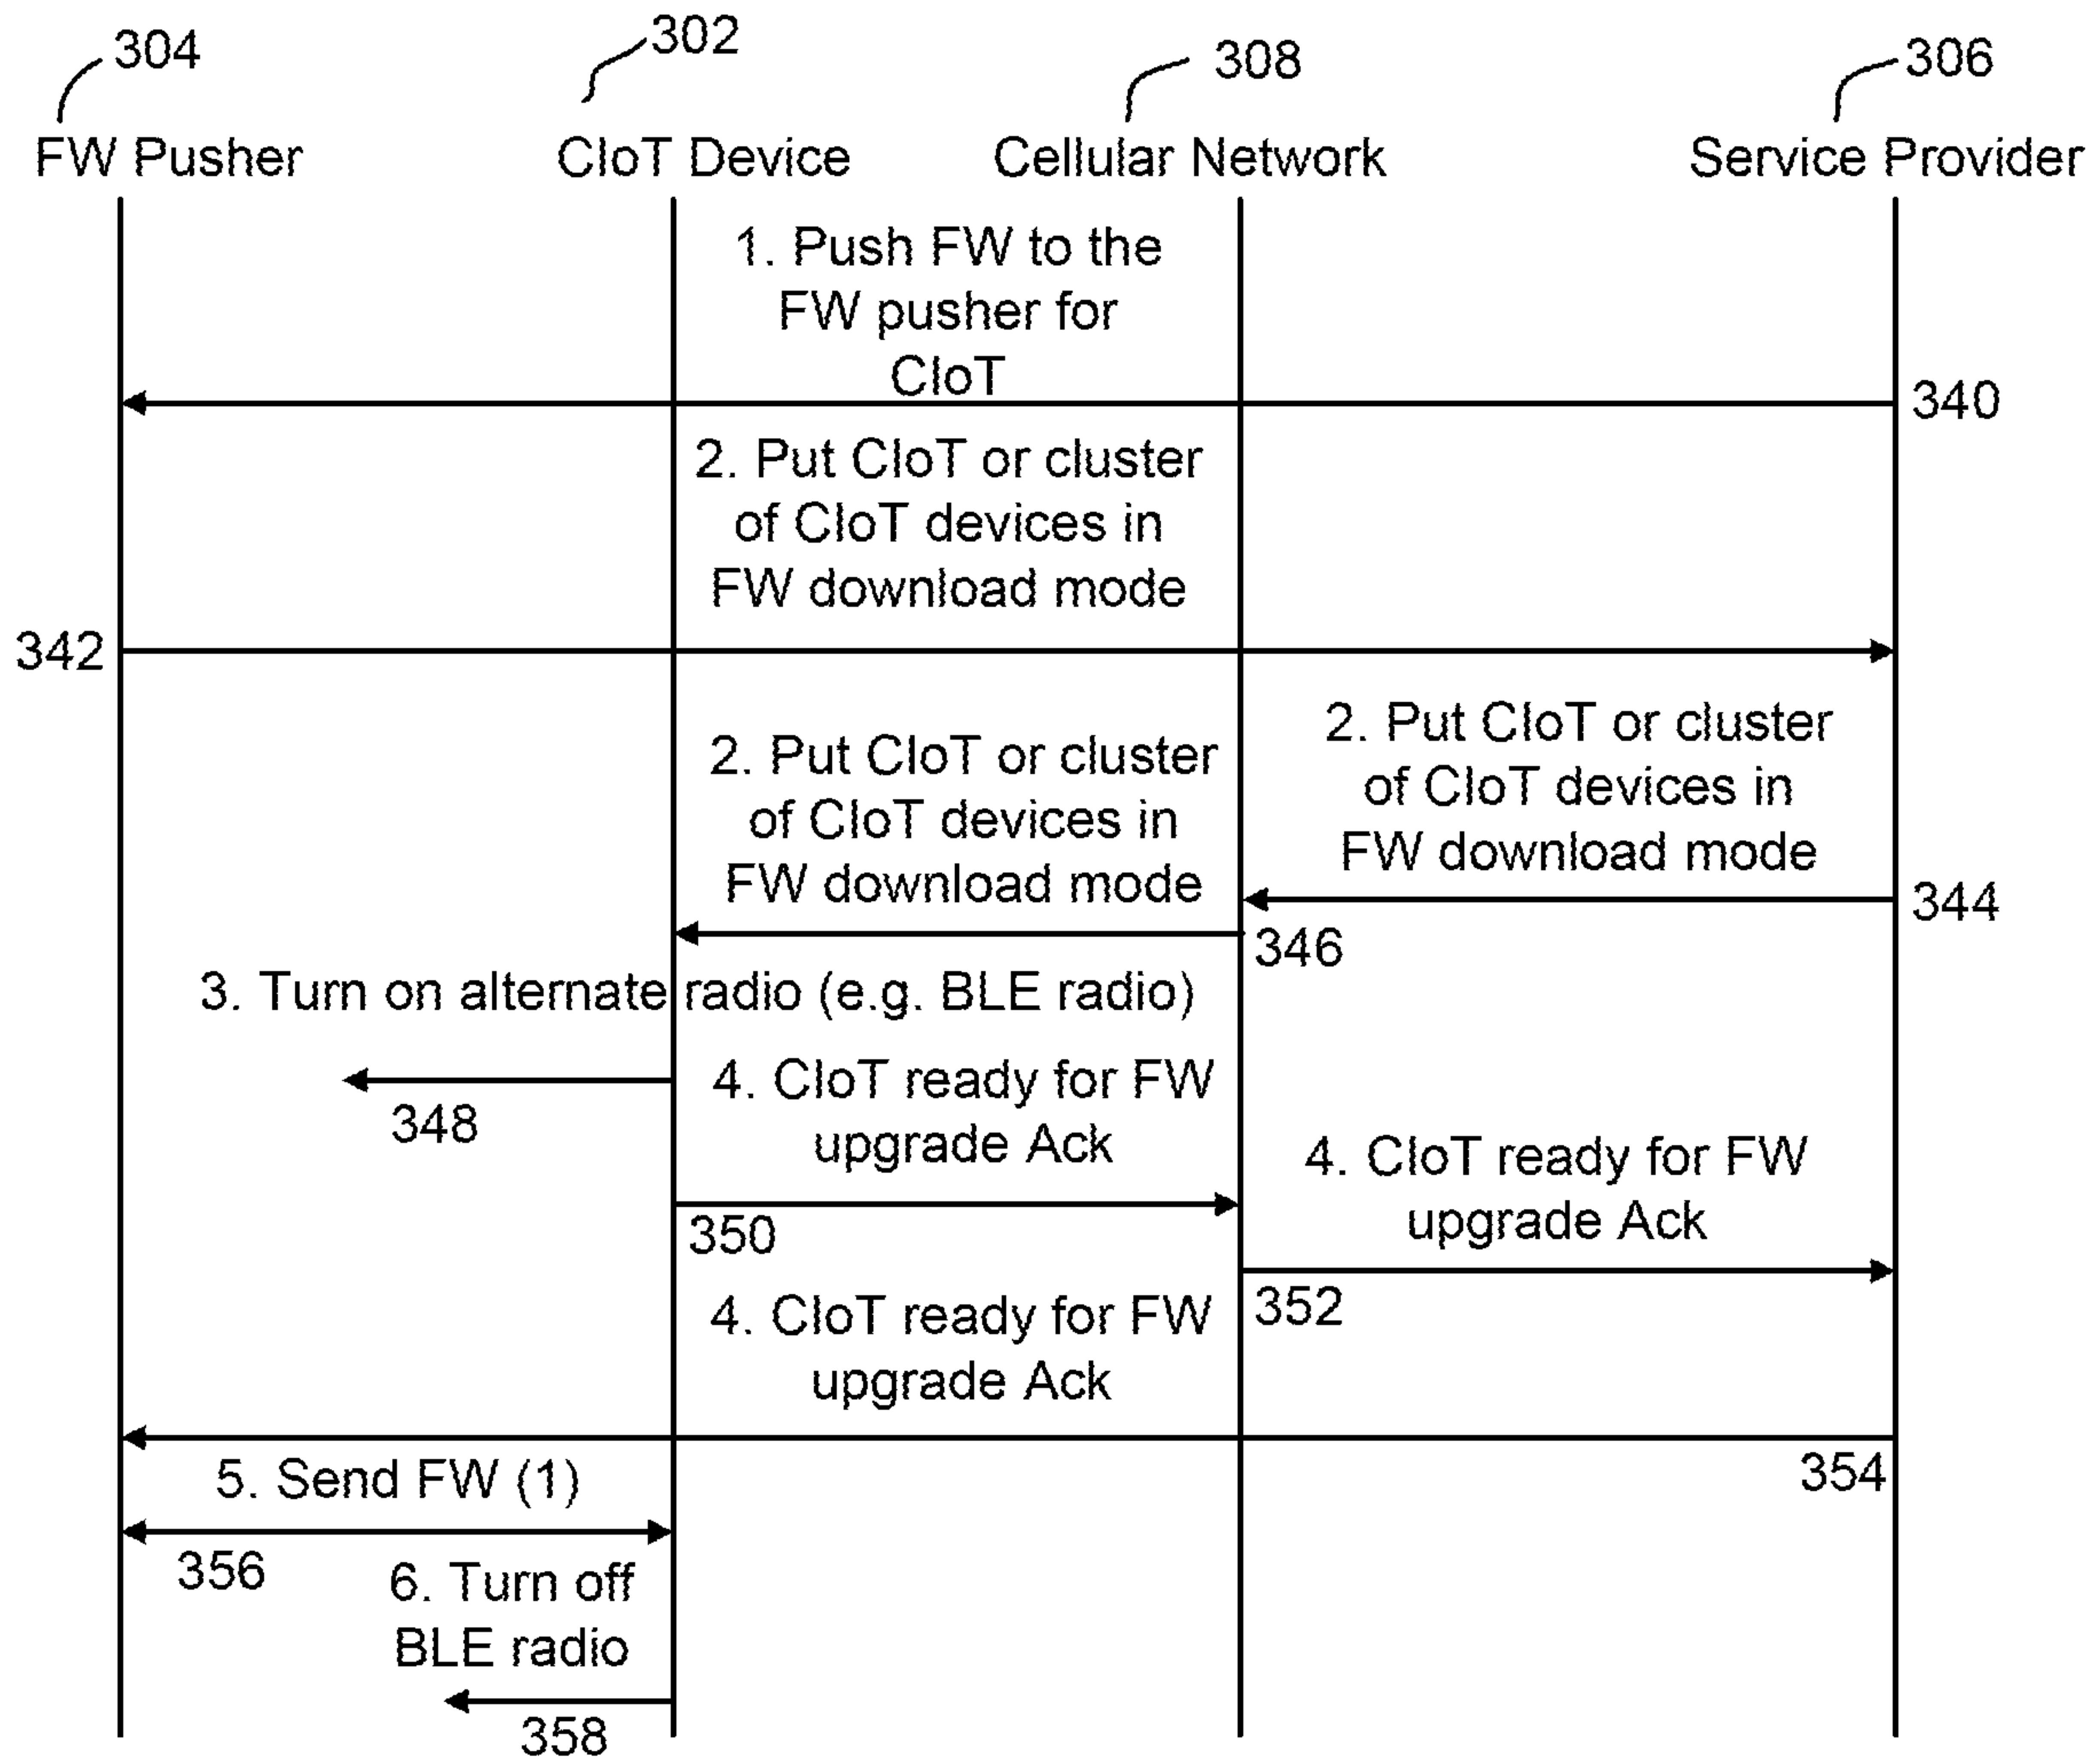 304
302
308
306
FW Pusher
CIoT Device
Cellular Network
Service Provider
1. Push FW to the
FW pusher for
CIoT
340
2. Put CIoT or cluster
of CIoT devices in
FW download mode
342
2. Put CIoT or cluster
of CIoT devices in
FW download mode
344
2. Put CIoT or cluster
of CIoT devices in
FW download mode
346
3. Turn on alternate radio (e.g. BLE radio)
348
4. CIoT ready for FW
upgrade Ack
350
4. CIoT ready for FW
upgrade Ack
352
4. CIoT ready for FW
upgrade Ack
354
5. Send FW (1)
356
6. Turn off
BLE radio
358